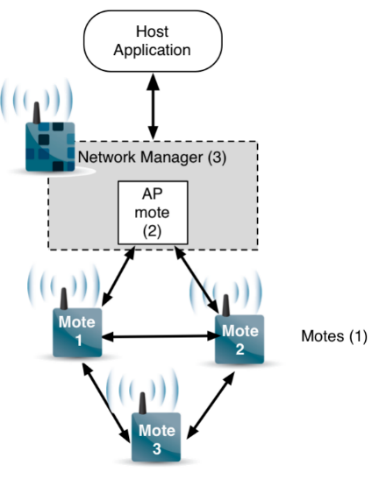 Host
Application
Network Manager (3)
AP
mote
(2)
Mote
1
Mote
2
Motes (1)
Mote
3